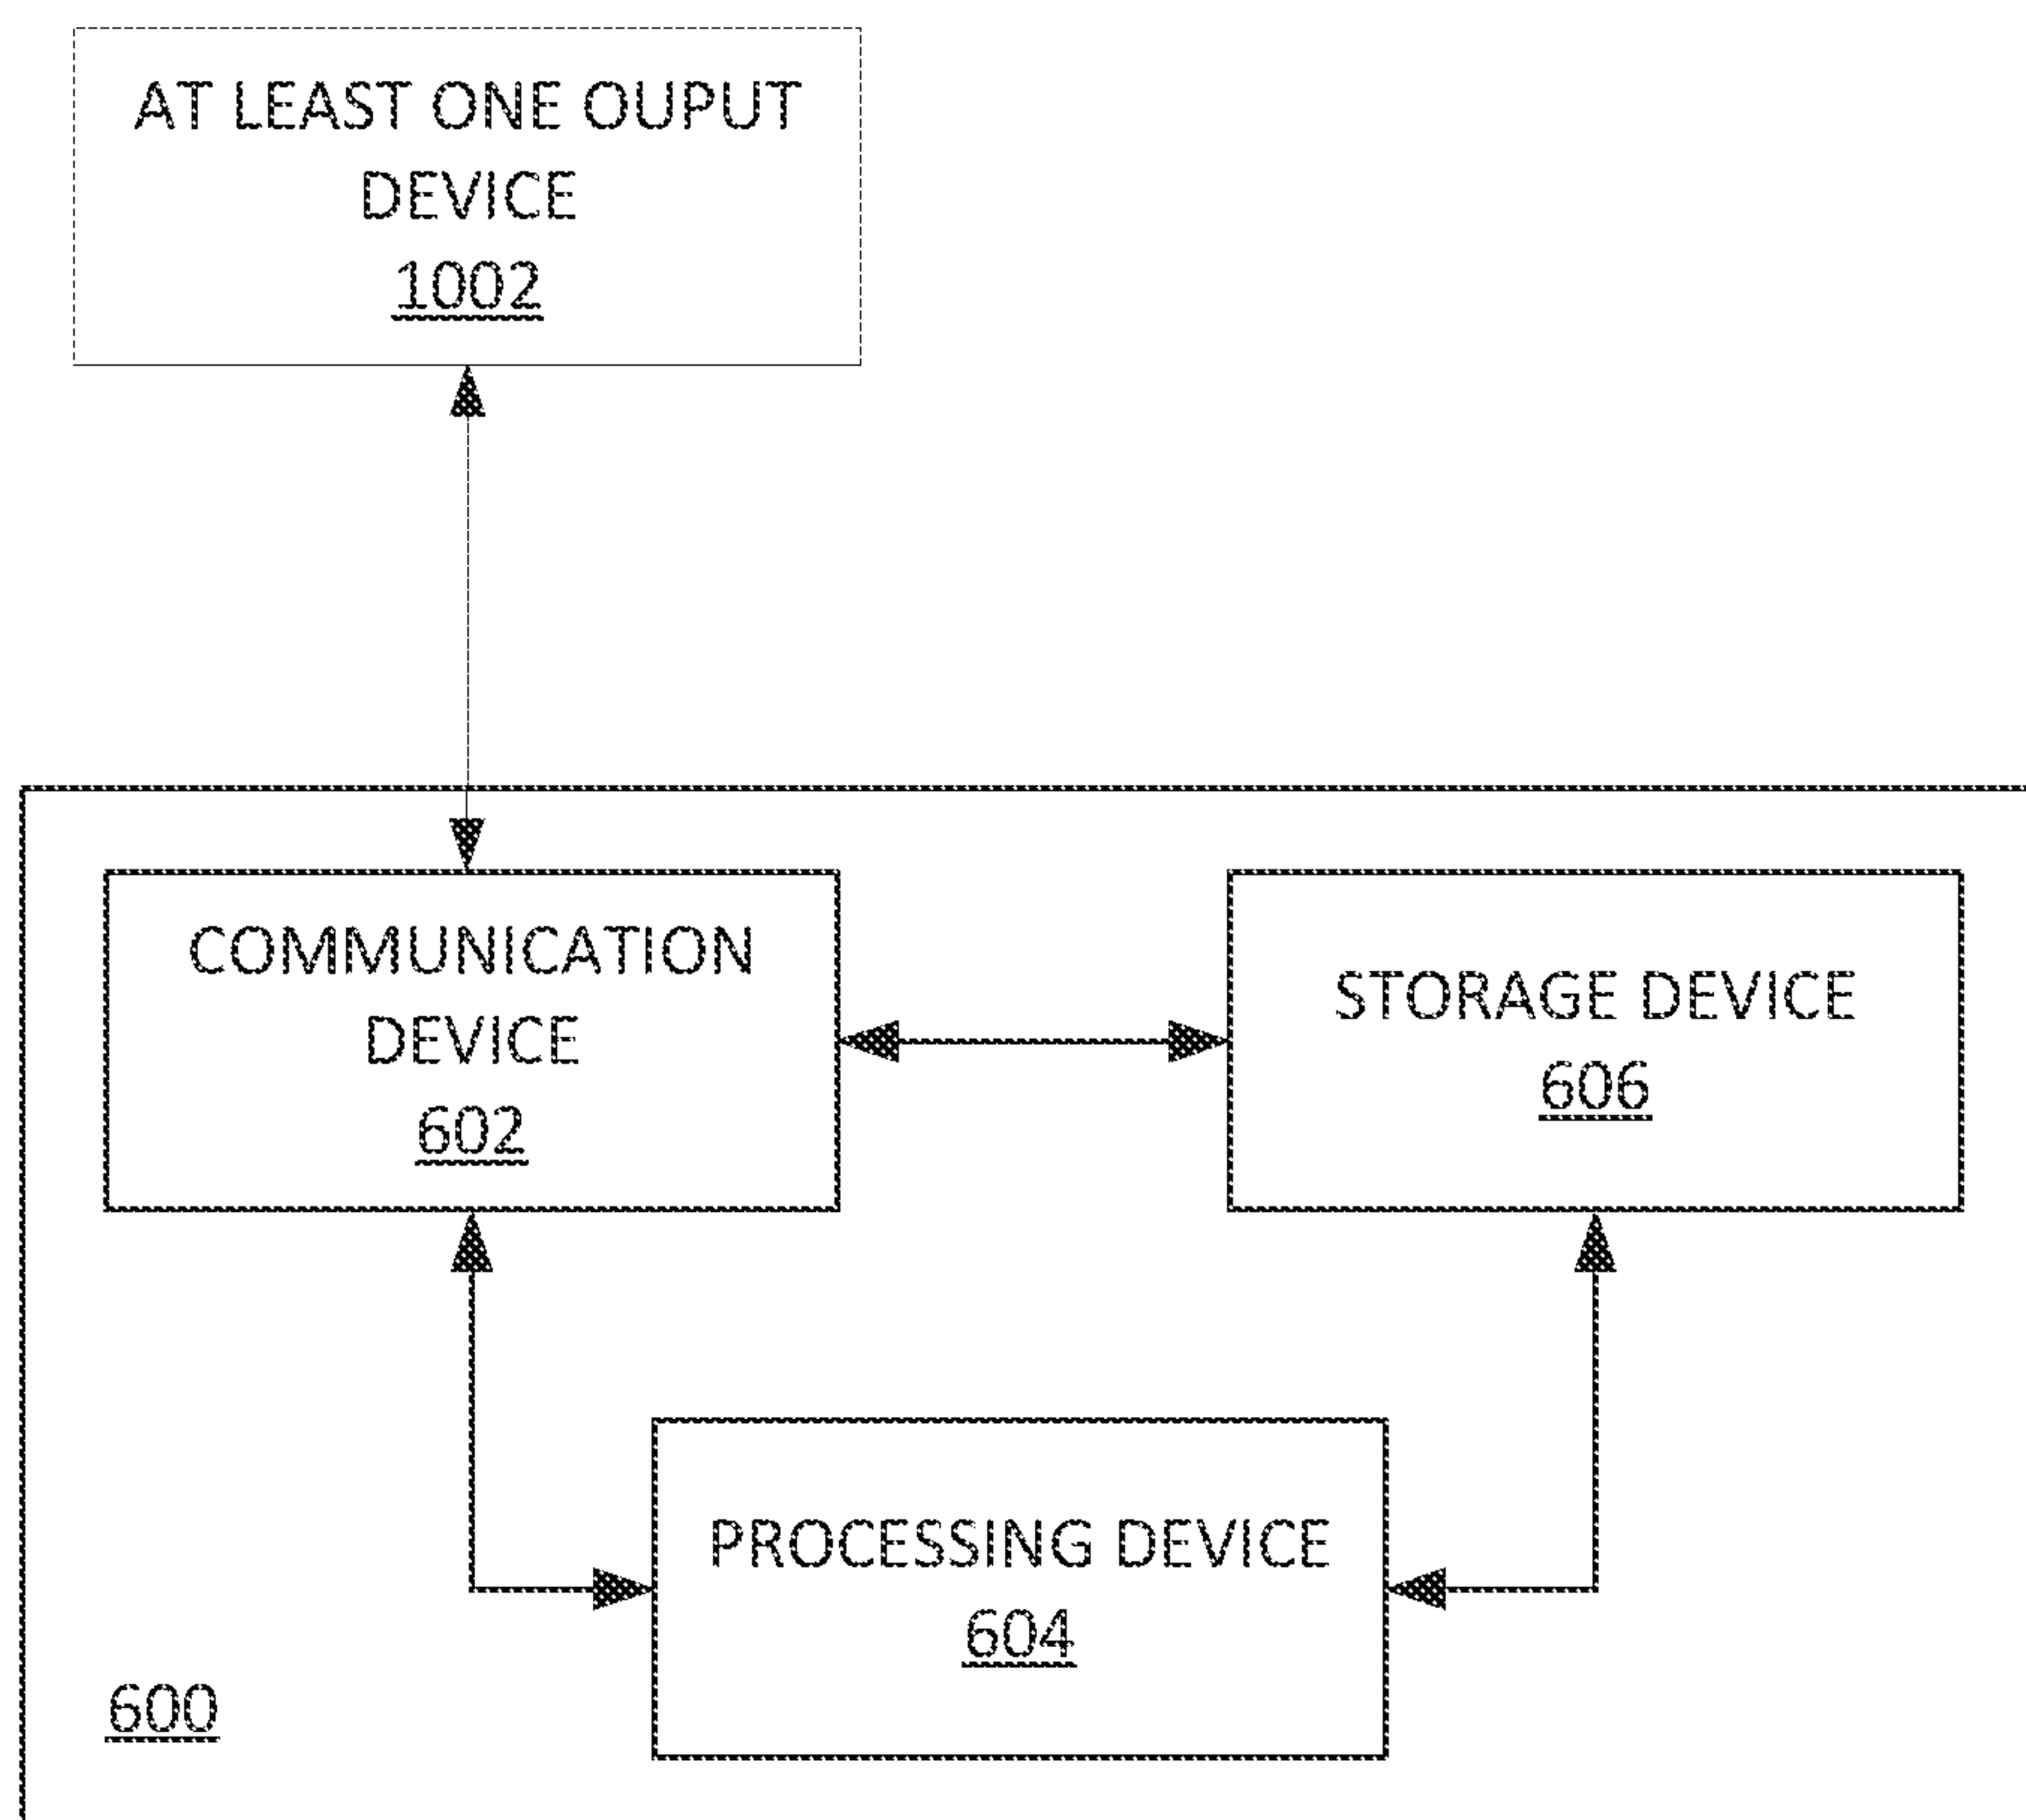 AT LEAST ONE OUPUT
DEVICE
1002
COMMUNICATION
DEVICE
602
STORAGE DEVICE
606
PROCESSING DEVICE
604
600